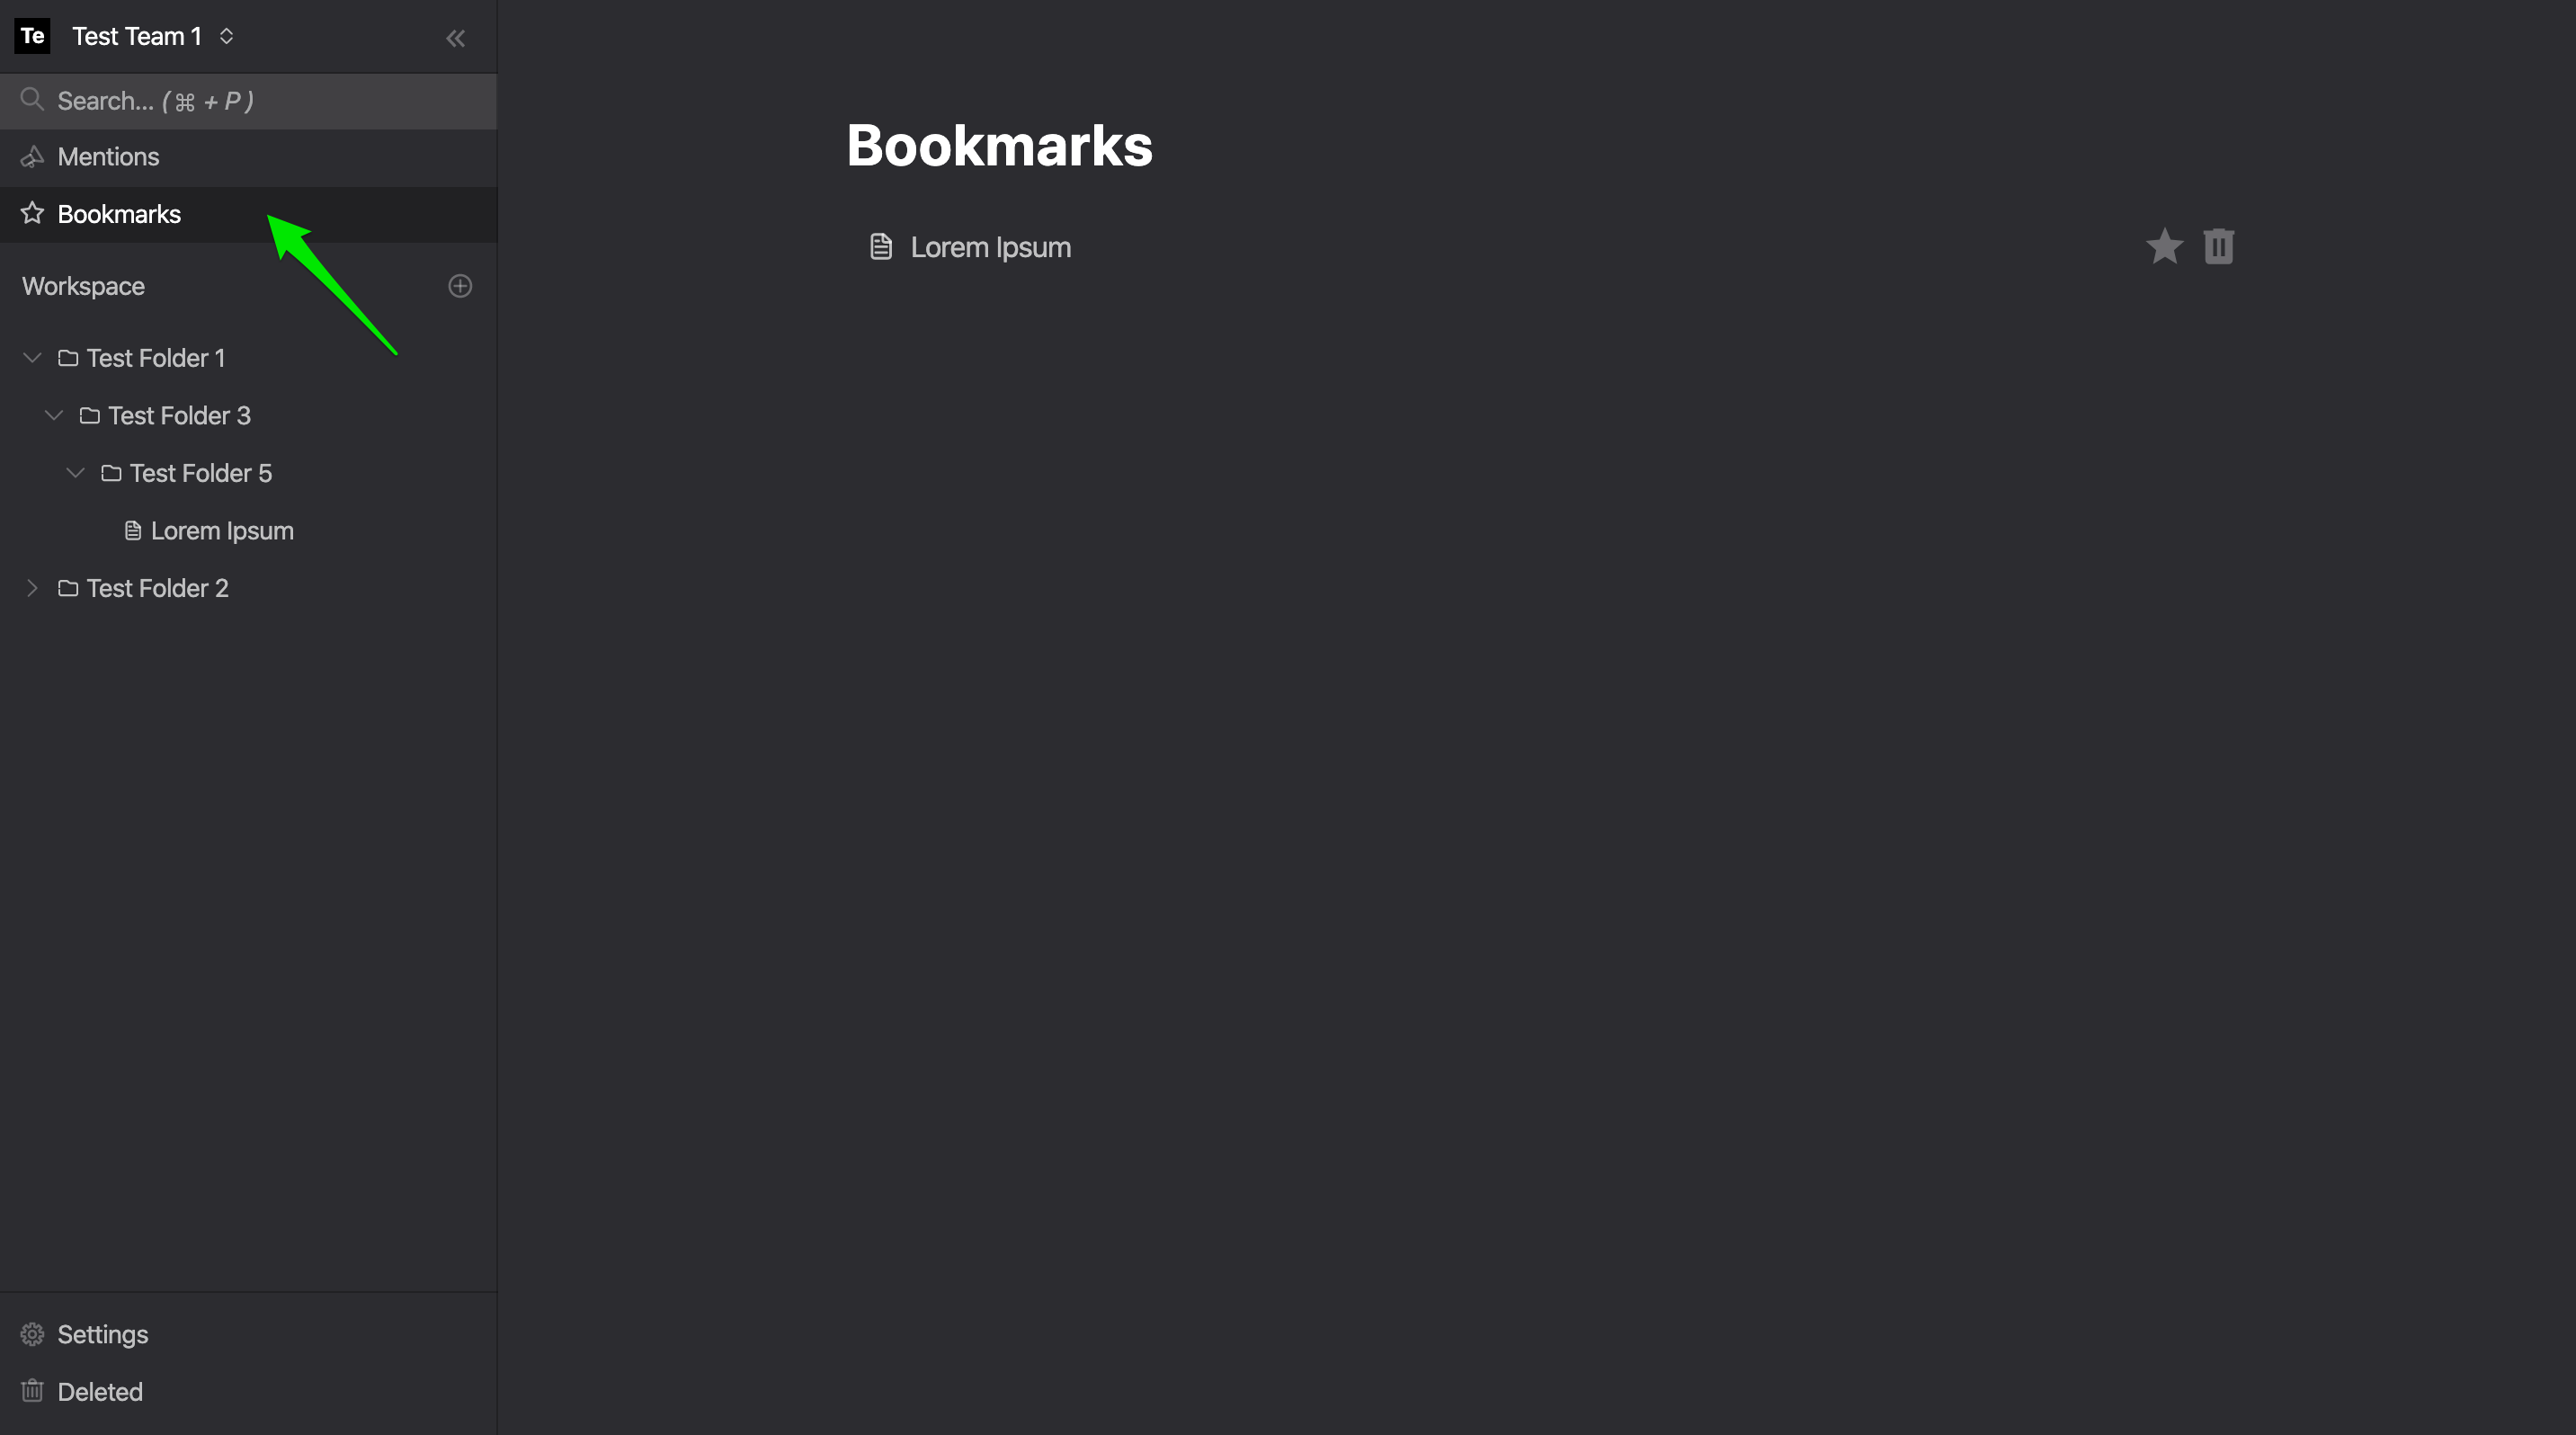 Te Test Team 1
Search... (⌘ + P)
Mentions
Bookmarks
Workspace
Test Folder 1
Test Folder 3
Test Folder 5
Lorem Ipsum
Test Folder 2
Settings
Deleted
Bookmarks
Lorem Ipsum